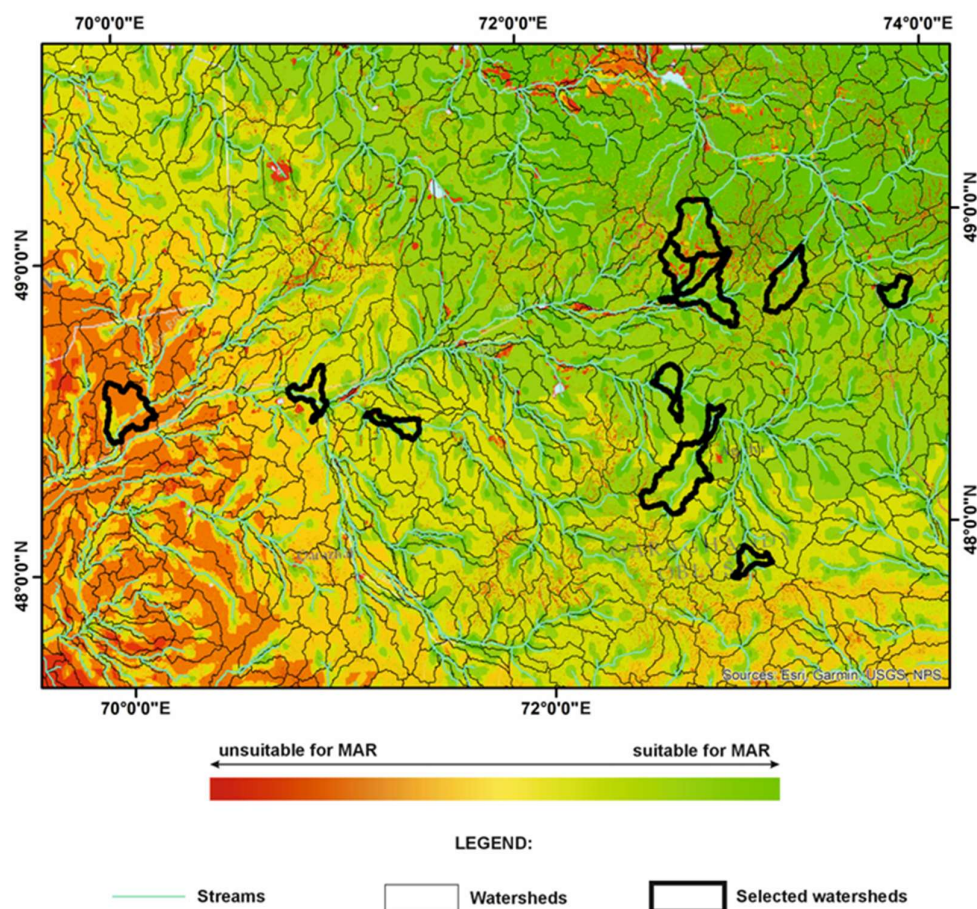 70°0'0"E 72°0'0"E 74°0'0"E
49°0'0"N
49°0'0"N
48°0'0"N
48°0'0"N
Sources: Esri, Garmin, USGS, NPS
70°0'0"E 72°0'0"E
unsuitable for MAR suitable for MAR
LEGEND:
Streams Watersheds Selected watersheds